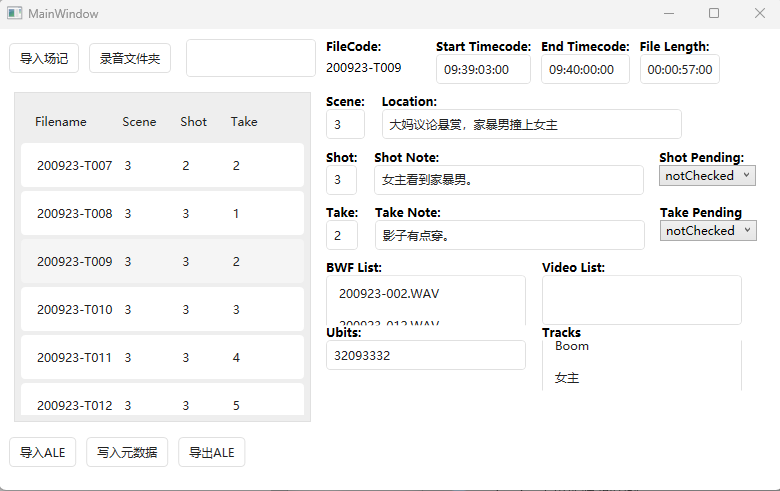 MainWindow
导入场记 录音文件夹
FileCode: Start Timecode: End Timecode: File Length:
200923-T009 09:39:03:00 09:40:00:00 00:00:57:00
Scene: Location:
3 大妈议论悬赏，家暴男撞上女主
Shot: Shot Note: Shot Pending:
3 女主看到家暴男。 notChecked
Take: Take Note: Take Pending
2 影子有点穿。 notChecked
BWF List: Video List:
200923-002.WAV
200923-012.WAV
Ubits: Tracks
32093332 Boom
女主
Filename Scene Shot Take
200923-T007 3 2 2
200923-T008 3 3 1
200923-T009 3 3 2
200923-T010 3 3 3
200923-T011 3 3 4
200923-T012 3 3 5
导入ALE 写入元数据 导出ALE